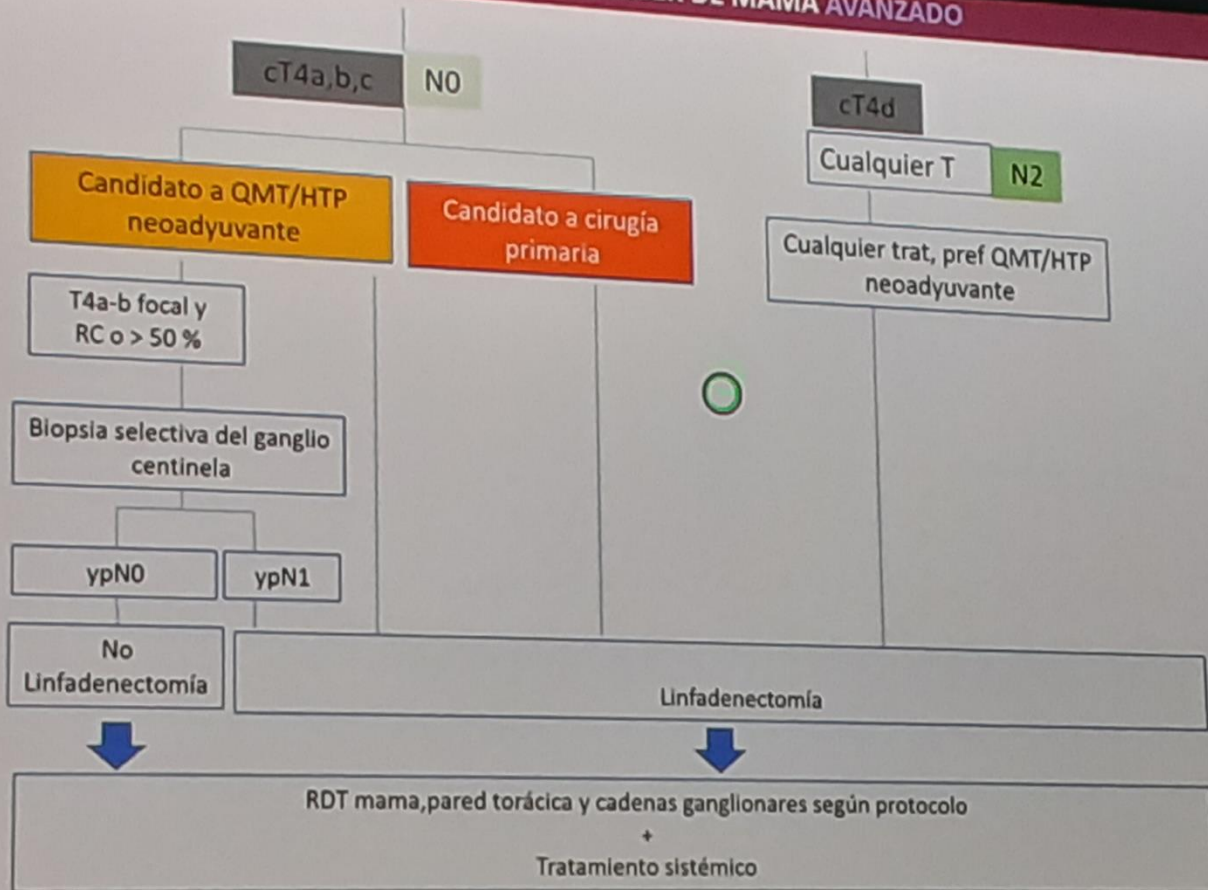 MAMA AVANZADO
cT4a,b,c
N0
cT4d
Cualquier T
N2
Candidato a QMT/HTP
neoadyuvante
Candidato a cirugía
primaria
Cualquier trat, pref QMT/HTP
neoadyuvante
T4a-b focal y
RC o > 50 %
Biopsia selectiva del ganglio
centinela
ypN0
ypN1
No
Linfadenectomía
Linfadenectomía
RDT mama,pared torácica y cadenas ganglionares según protocolo
+
Tratamiento sistémico